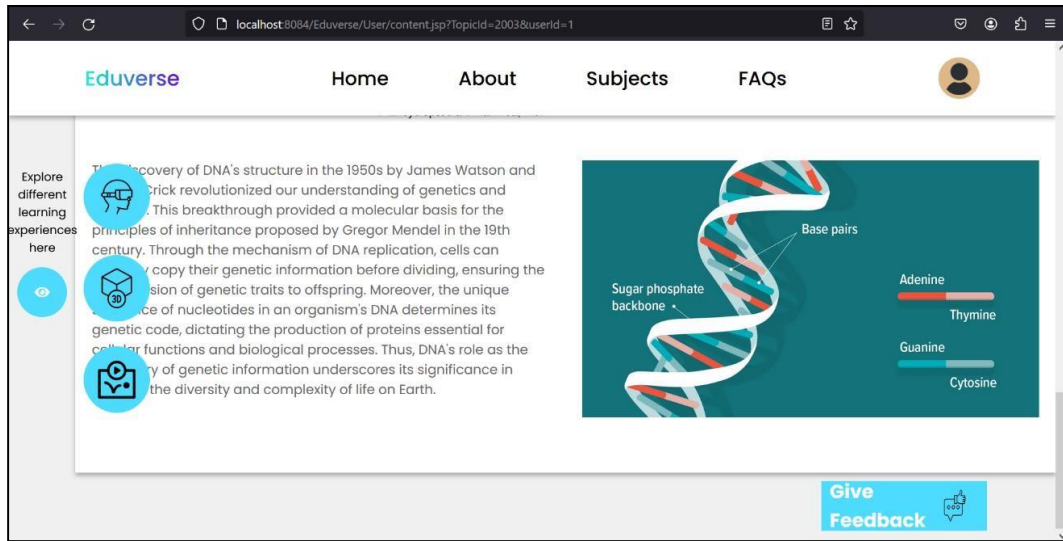 localhost:8084/Eduverse/User/content.jsp?TopicId=2003&userId=1
Eduverse Home About Subjects FAQs
Explore
different
learning
experiences
here
covery of DNA's structure in the 1950s by James Watson and
Crick revolutionized our understanding of genetics and
This breakthrough provided a molecular basis for the
principles of inheritance proposed by Gregor Mendel in the 19th
century. Through the mechanism of DNA replication, cells can
copy their genetic information before dividing, ensuring the
sion of genetic traits to offspring. Moreover, the unique
ce of nucleotides in an organism's DNA determines its
genetic code, dictating the production of proteins essential for
functions and biological processes. Thus, DNA's role as the
ry of genetic information underscores its significance in
the diversity and complexity of life on Earth.
3D
Base pairs
Sugar phosphate
backbone
Adenine
Thymine
Guanine
Cytosine
Give
Feedback